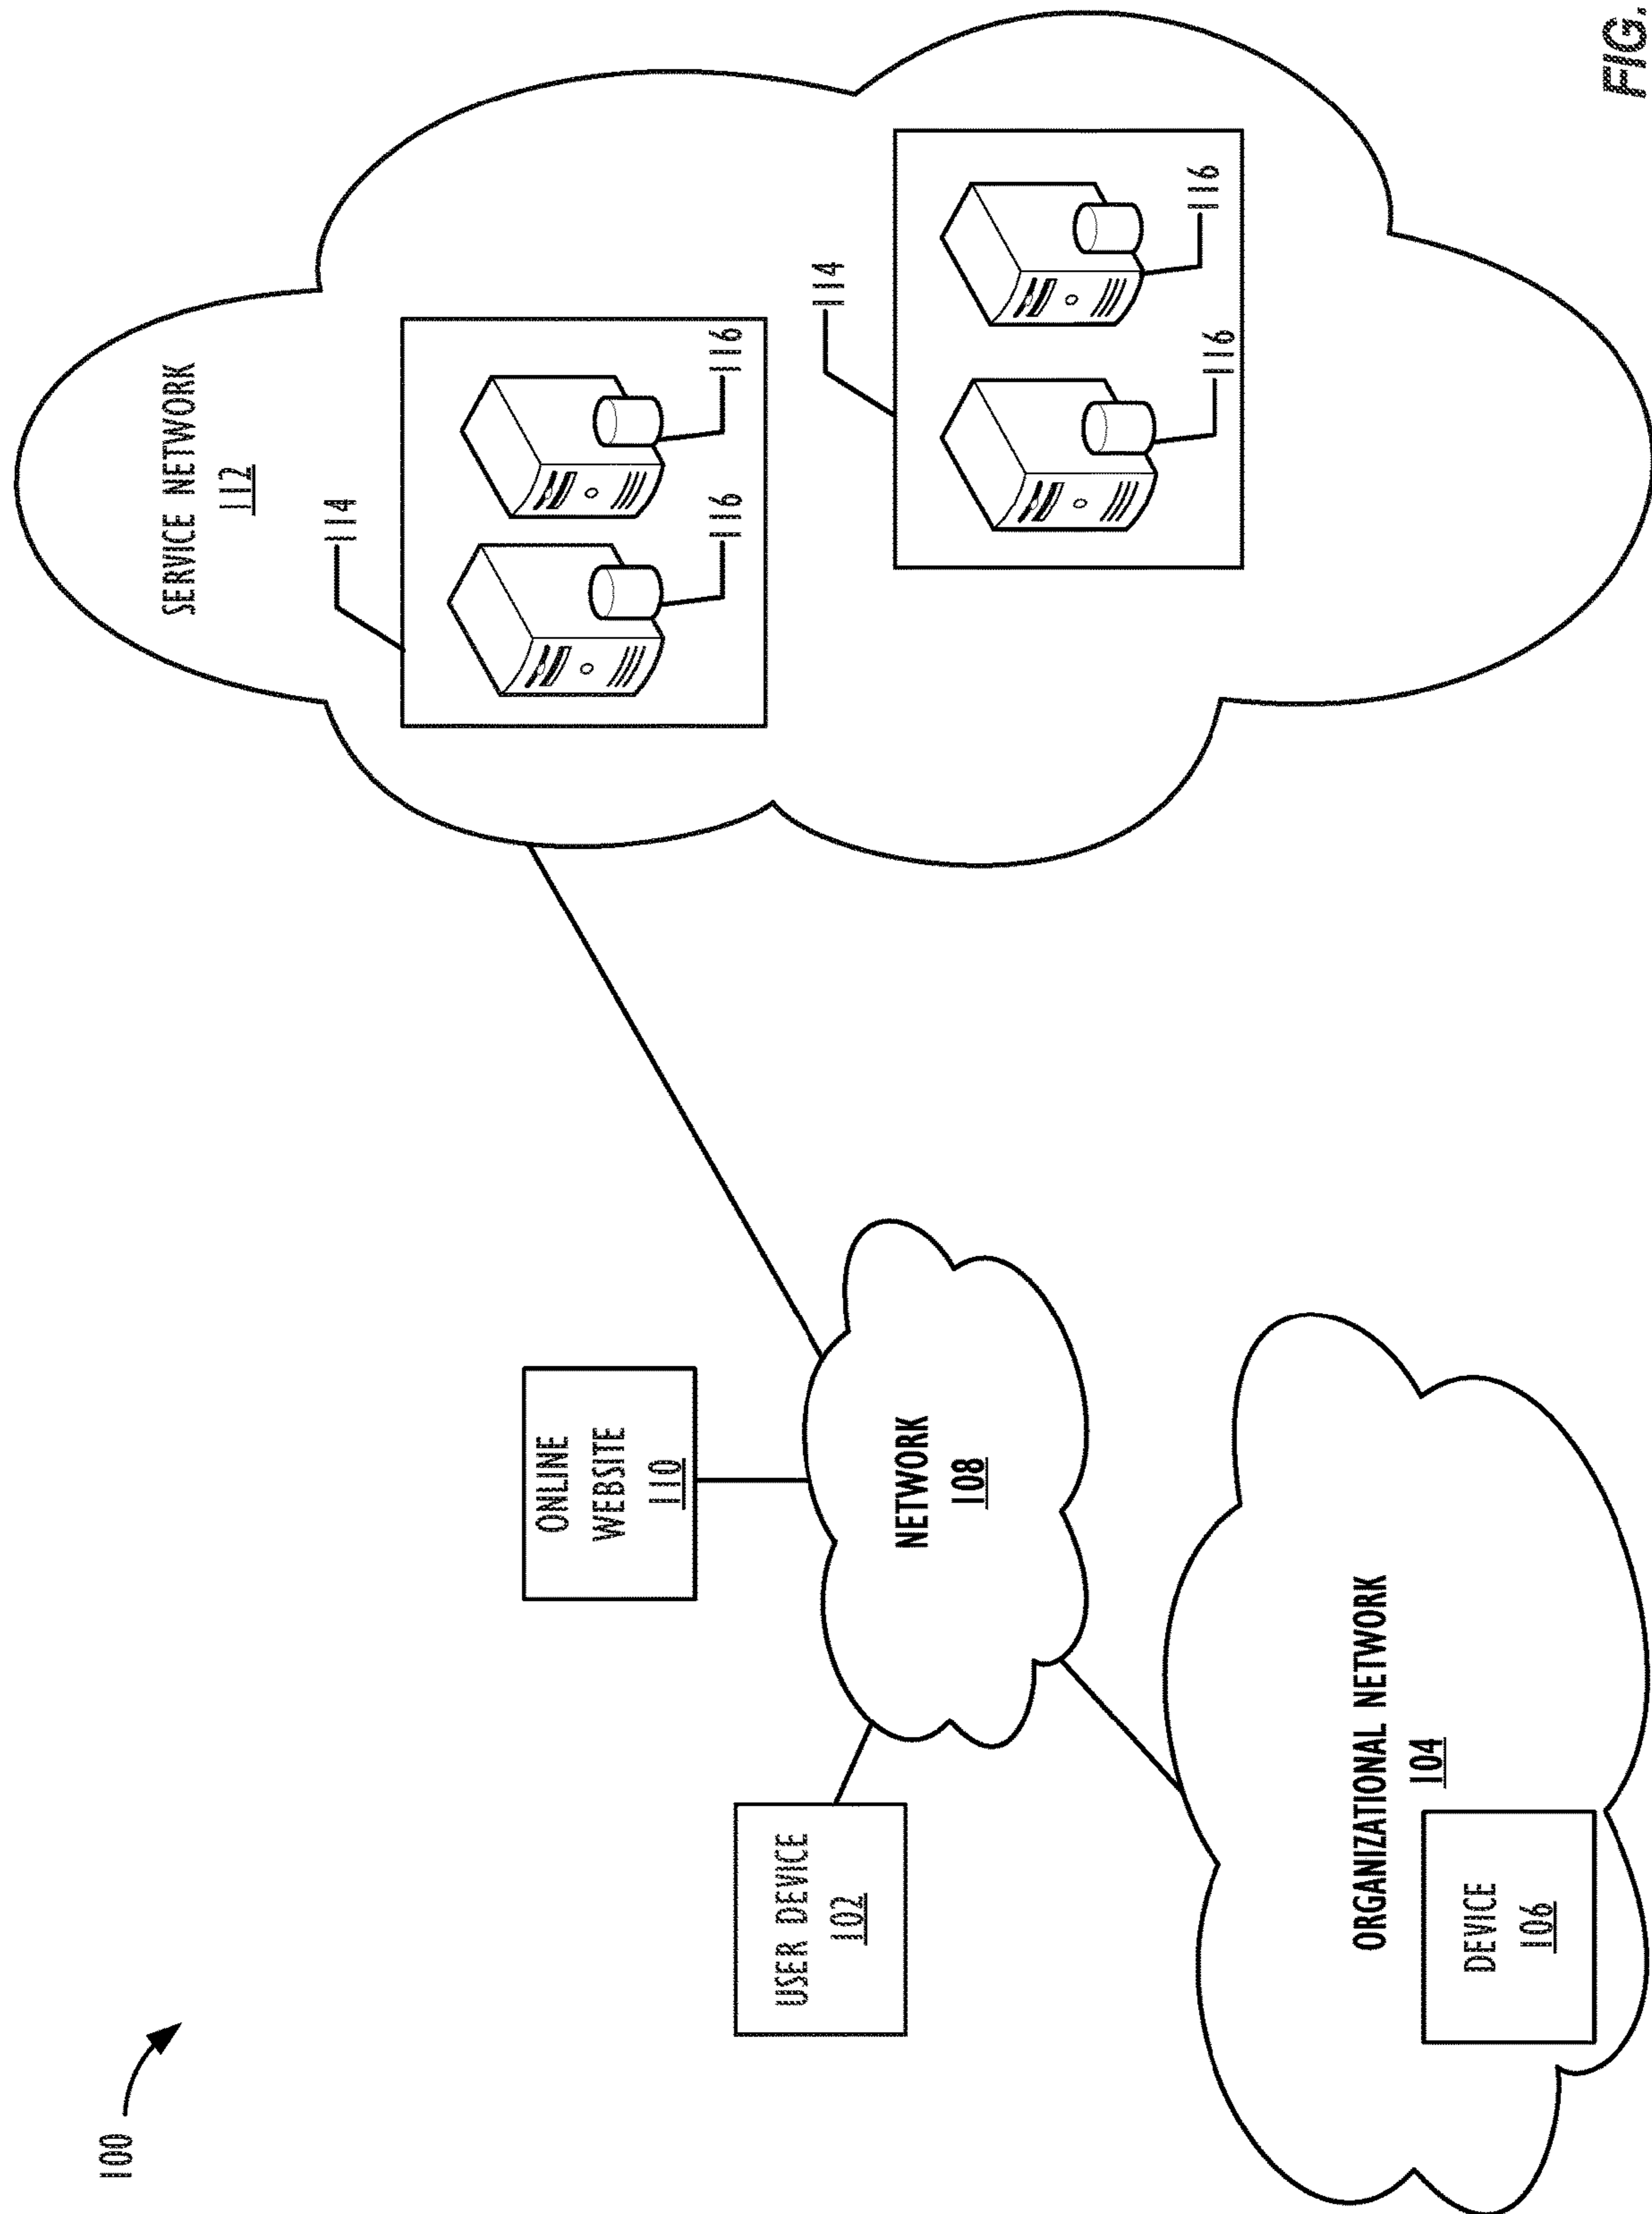 100
SERVICE NETWORK
112
114
116
116
114
116
116
ONLINE
WEBSITE
110
USER DEVICE
102
NETWORK
108
ORGANIZATIONAL NETWORK
104
DEVICE
106
FIG.